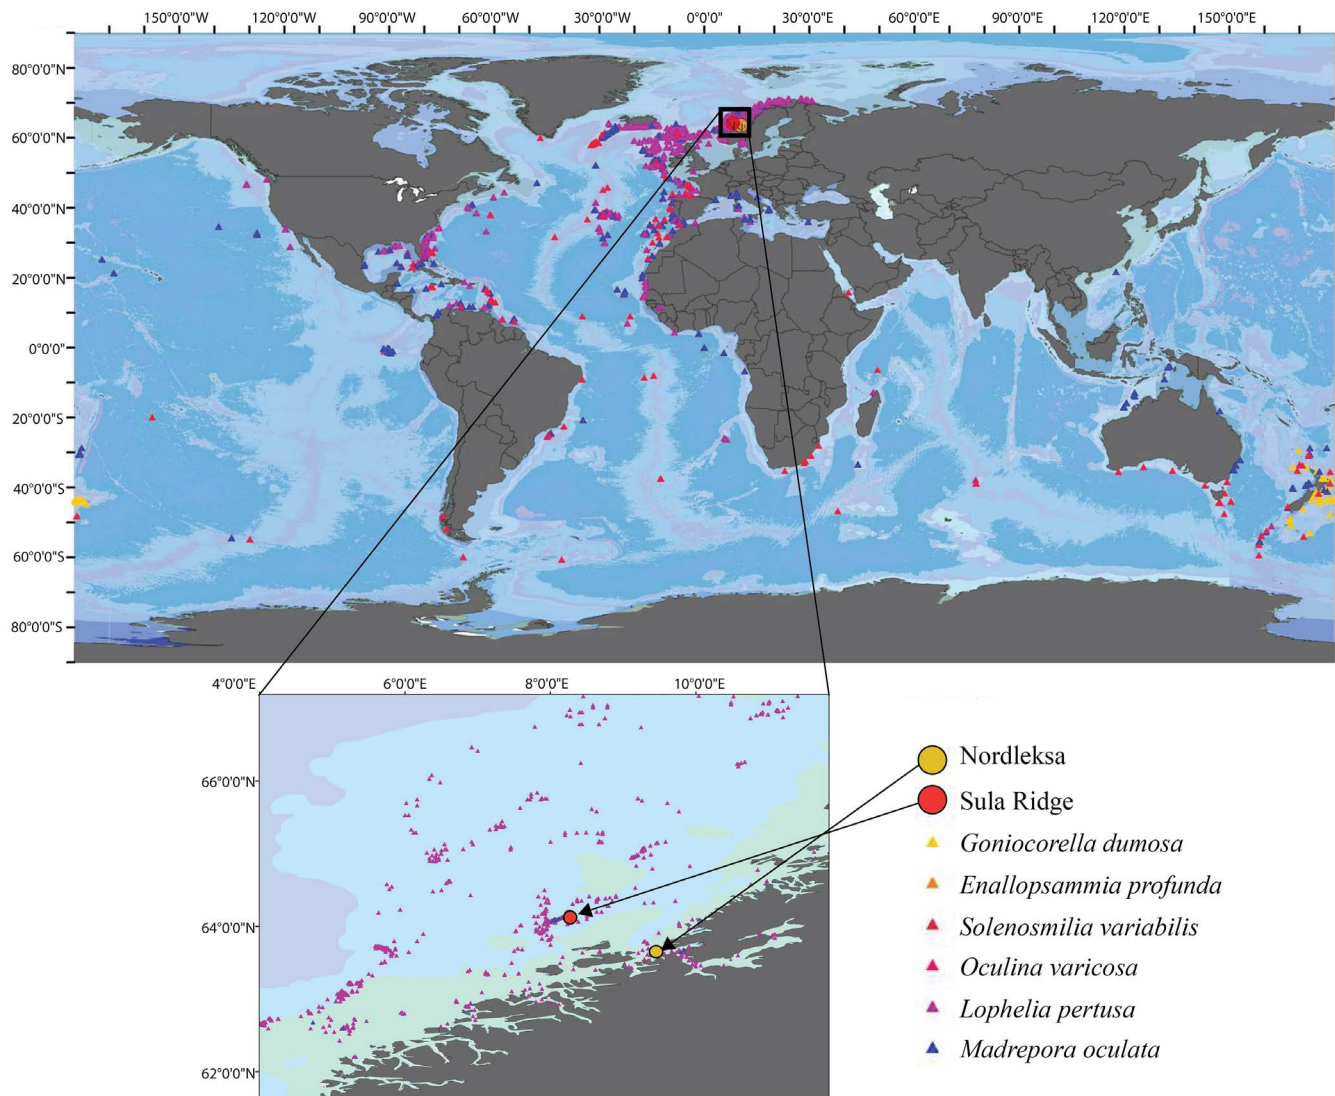 150°0'0"E 120°0'0"E 90°0'0"E 60°0'0"E 30°0'0"E 0°0'0"E 30°0'0"E 60°0'0"E 90°0'0"E 120°0'0"E 150°0'0"E
80°0'0"N
60°0'0"N
40°0'0"N
20°0'0"N
0°0'0"
20°0'0"S
40°0'0"S
60°0'0"S
80°0'0"S
4°0'0"E 6°0'0"E 8°0'0"E 10°0'0"E
66°0'0"N
64°0'0"N
62°0'0"N
Nordleksa
Sula Ridge
Goniocorella dumosa
Enallopsammia profunda
Solenosmilia variabilis
Oculina varicosa
Lophelia pertusa
Madrepora oculata